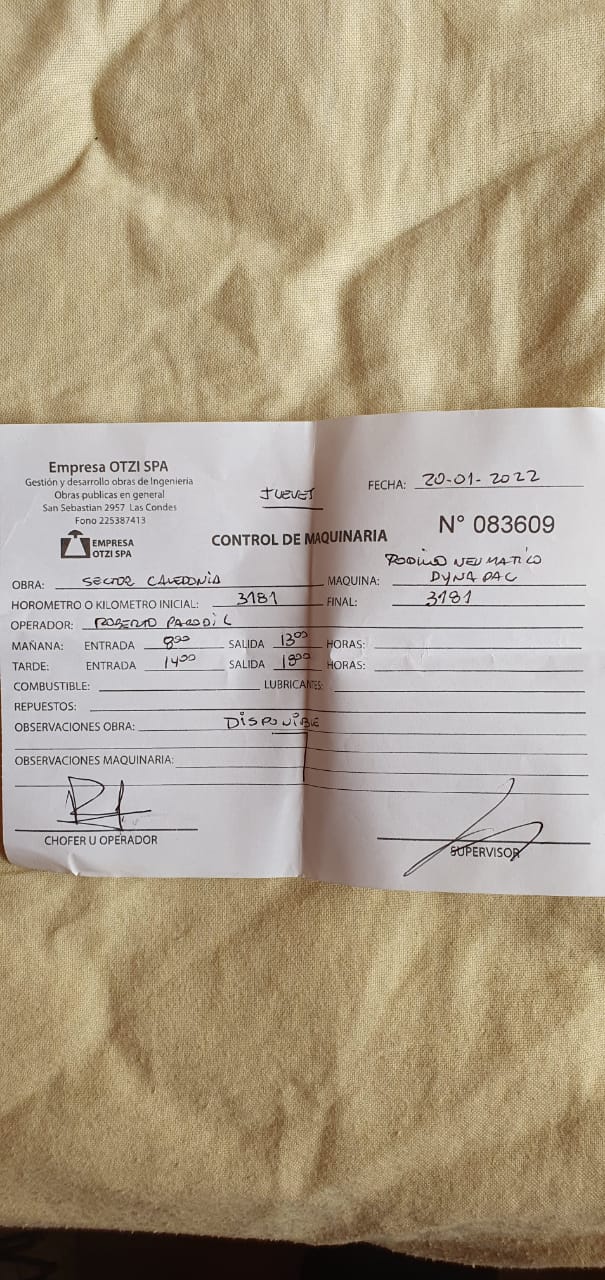 Empresa OTZI SPA
Gestión y desarrollo obras de Ingenieria
Obras publicas en general
San Sebastian 2957 Las Condes
Fono 225387413
EMPRESA
OTZI SPA
JUEVES
FECHA: 20-01-2022
CONTROL DE MAQUINARIA
N° 083609
OBRA: SECTOR CALEDONIA MAQUINA: RODILLO NEUMATICO
DYNAPAC
HOROMETRO O KILOMETRO INICIAL: 3181 FINAL: 3181
OPERADOR: ROBERTO PARODI C
MAÑANA: ENTRADA 8:00 SALIDA 13:00 HORAS:
TARDE: ENTRADA 14:00 SALIDA 18:00 HORAS:
COMBUSTIBLE: LUBRICANTES:
REPUESTOS:
OBSERVACIONES OBRA: DISPONIBLE
OBSERVACIONES MAQUINARIA:
CHOFER U OPERADOR
SUPERVISOR